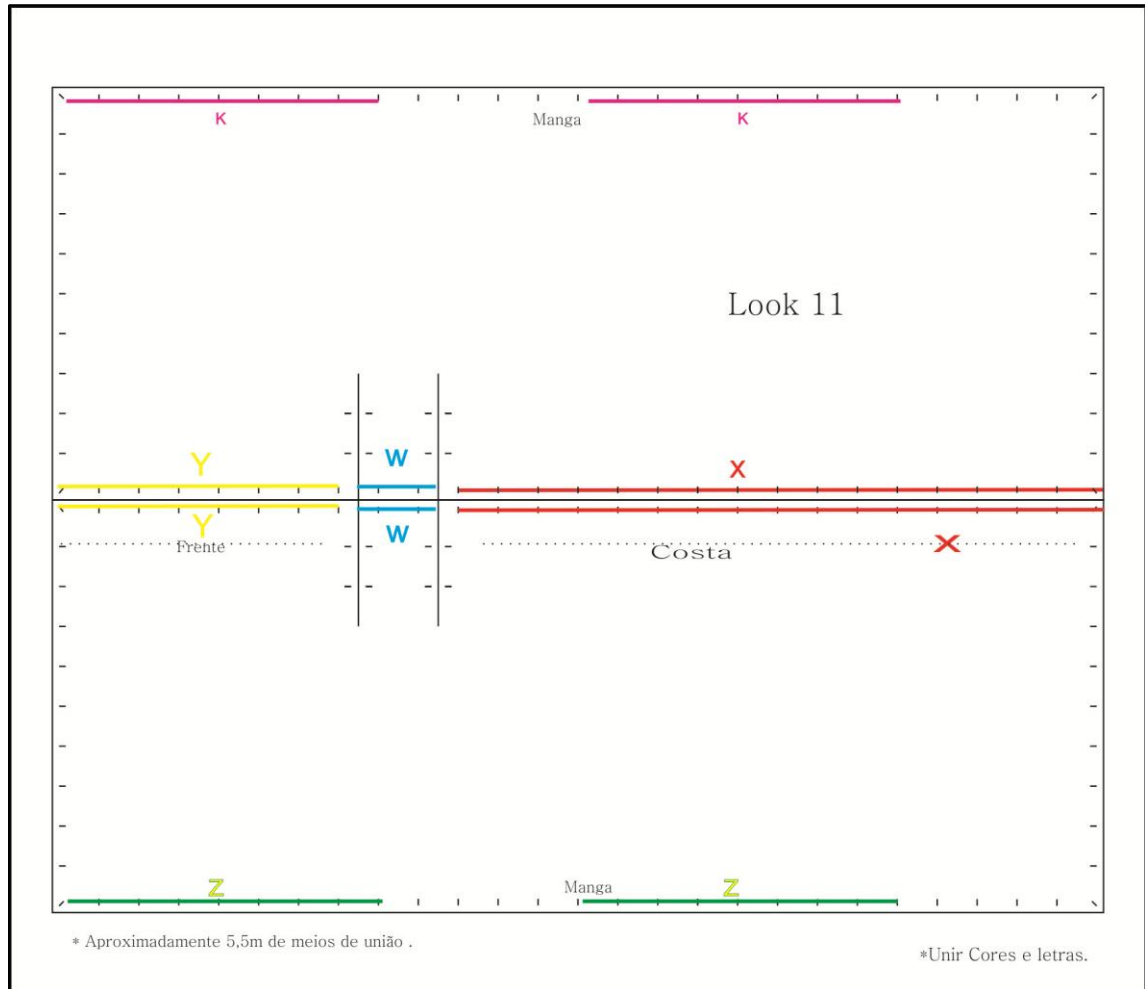 K K
Manga
Look 11
Y W X
Y W X
Frente Costa
Manga
Z Z
* Aproximadamente 5,5m de meios de união .
*Unir Cores e letras.